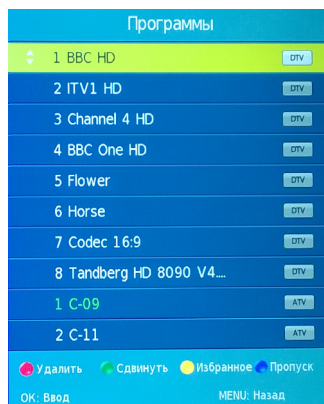 Программы
1 BBC HD DTV
2 ITV1 HD DTV
3 Channel 4 HD DTV
4 BBC One HD DTV
5 Flower DTV
6 Horse DTV
7 Codec 16:9 DTV
8 Tandberg HD 8090 V4.... DTV
1 C-09 ATV
2 C-11 ATV
Удалить Сдвинуть Избранное Пропуск
OK: Ввод MENU: Назад